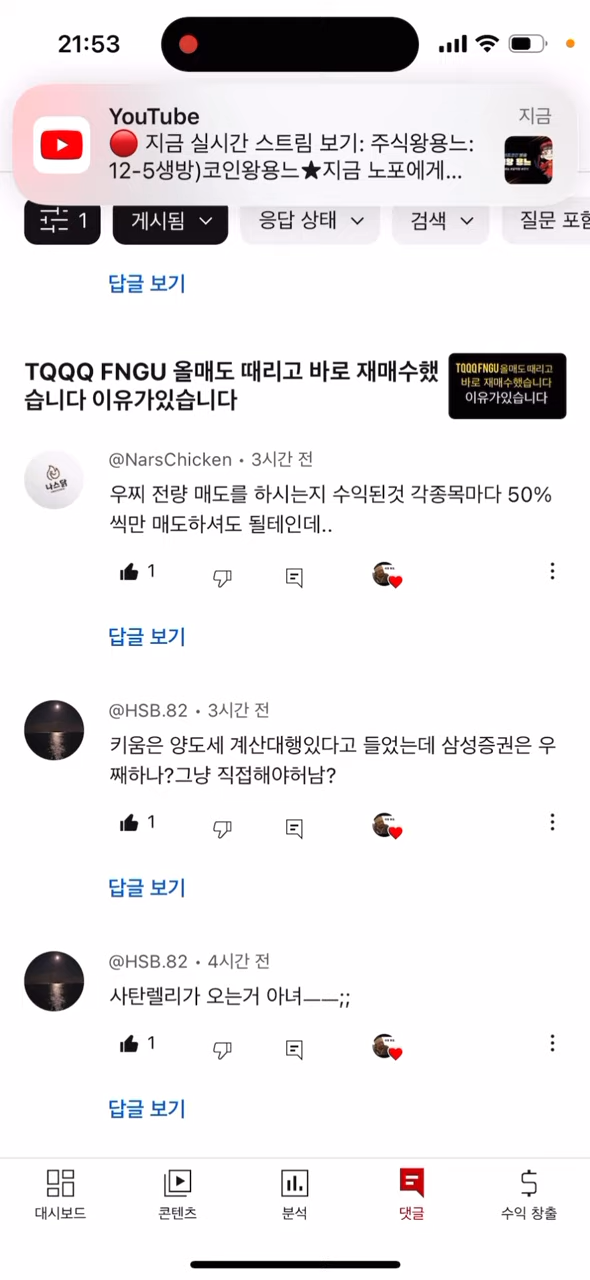 21:53
YouTube
지금
🔴 지금 실시간 스트림 보기: 주식왕용느:
12-5생방)코인왕용느★지금 노포에게...
1
게시됨
응답 상태
검색
질문 포함
답글 보기
TQQQ FNGU 올매도 때리고 바로 재매수했
습니다 이유가있습니다
TQQQ FNGU 올매도 때리고
바로 재매수했습니다
이유가있습니다
나스닭
@NarsChicken • 3시간 전
우찌 전량 매도를 하시는지 수익된것 각종목마다 50%
씩만 매도하셔도 될테인데..
1
답글 보기
@HSB.82 • 3시간 전
키움은 양도세 계산대행있다고 들었는데 삼성증권은 우
째하나?그냥 직접해야허남?
1
답글 보기
@HSB.82 • 4시간 전
사탄렐리가 오는거 아녀ㅡㅡ;;
1
답글 보기
대시보드
콘텐츠
분석
댓글
수익 창출